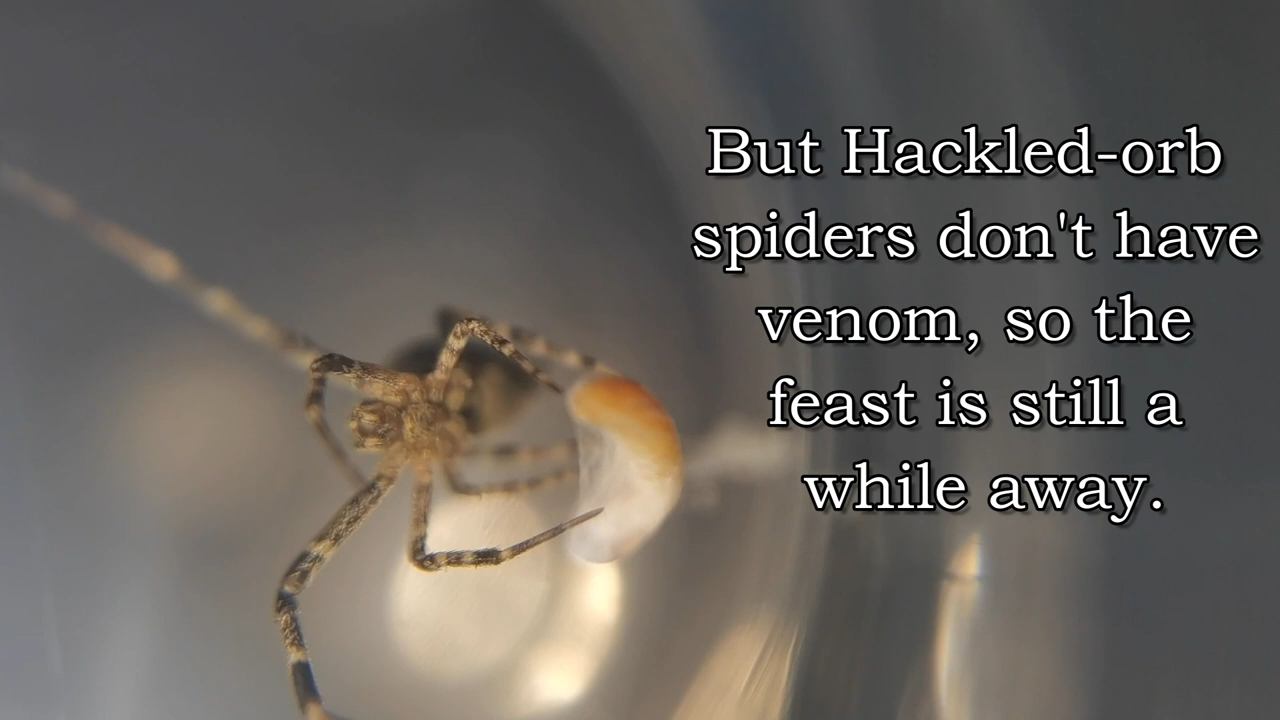 But Hackled-orb
spiders don't have
venom, so the
feast is still a
while away.